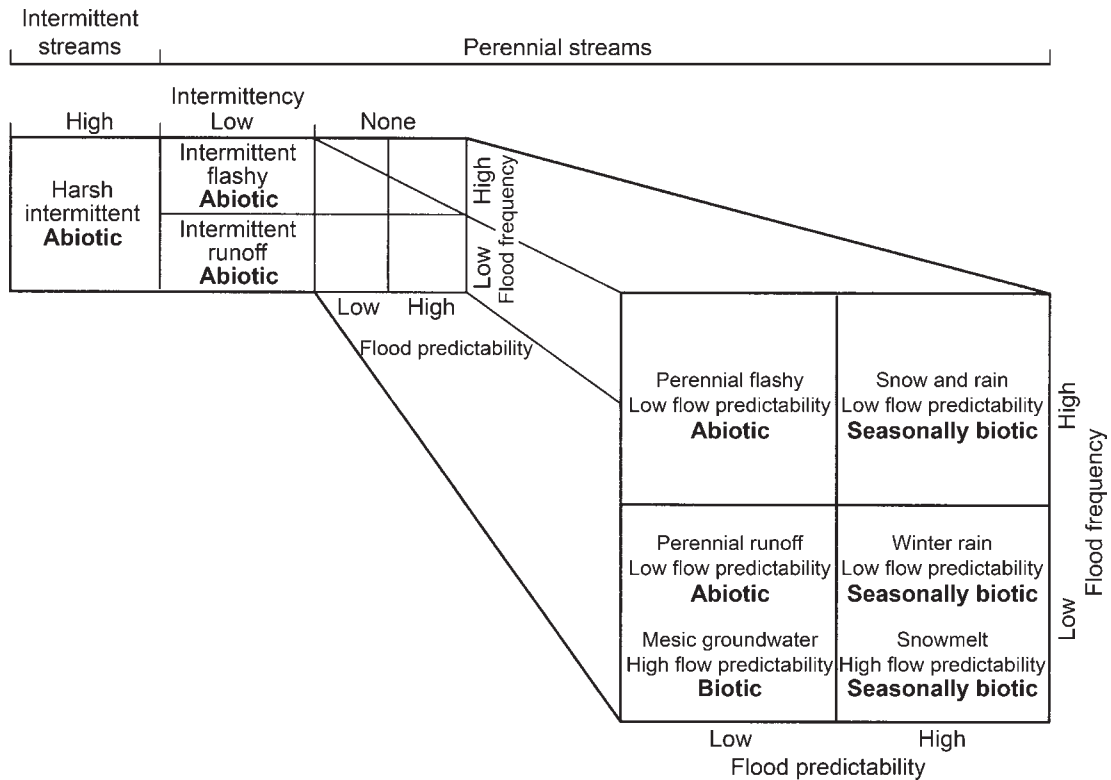 Intermittent
streams
Perennial streams
Intermittency
High
Low
None
Harsh
intermittent
Abiotic
Intermittent
flashy
Abiotic
Intermittent
runoff
Abiotic
High
Low
Flood frequency
Low
High
Flood predictability
Perennial flashy
Low flow predictability
Abiotic
Snow and rain
Low flow predictability
Seasonally biotic
Perennial runoff
Low flow predictability
Abiotic
Winter rain
Low flow predictability
Seasonally biotic
Mesic groundwater
High flow predictability
Biotic
Snowmelt
High flow predictability
Seasonally biotic
High
Low
Flood frequency
Low
High
Flood predictability